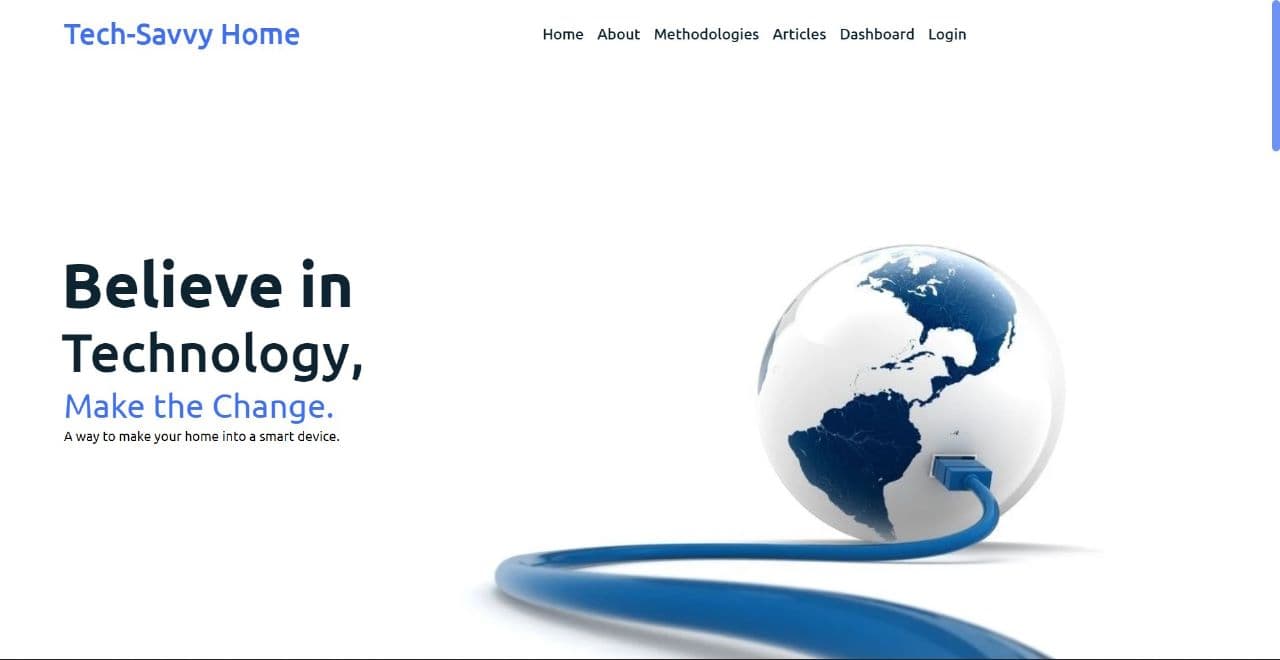 Tech-Savvy Home
Home About Methodologies Articles Dashboard Login
Believe in
Technology,
Make the Change.
A way to make your home into a smart device.